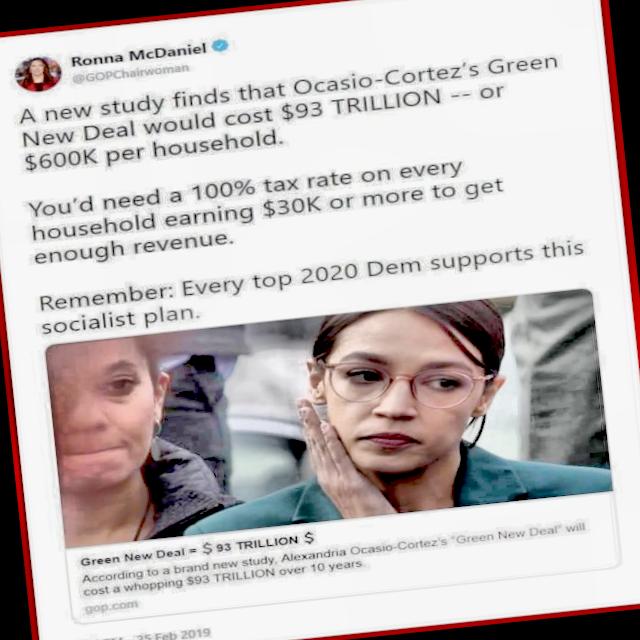 Ronna McDaniel
@GOPChairwoman
A new study finds that Ocasio-Cortez's Green
New Deal would cost $93 TRILLION -- or
$600K per household.
You'd need a 100% tax rate on every
household earning $30K or more to get
enough revenue.
Remember: Every top 2020 Dem supports this
socialist plan.
Green New Deal = $ 93 TRILLION $
According to a brand new study, Alexandria Ocasio-Cortez's "Green New Deal" will
cost a whopping $93 TRILLION over 10 years.
gop.com
25 Feb 2019